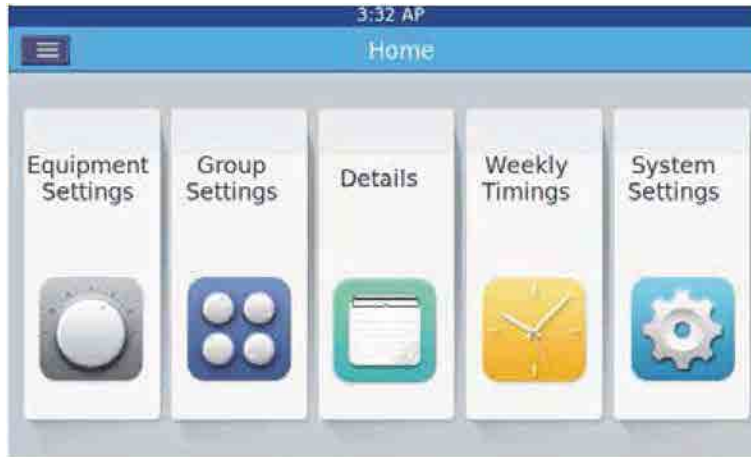 3:32 AP
Home
Equipment
Settings
Group
Settings
Details
Weekly
Timings
System
Settings